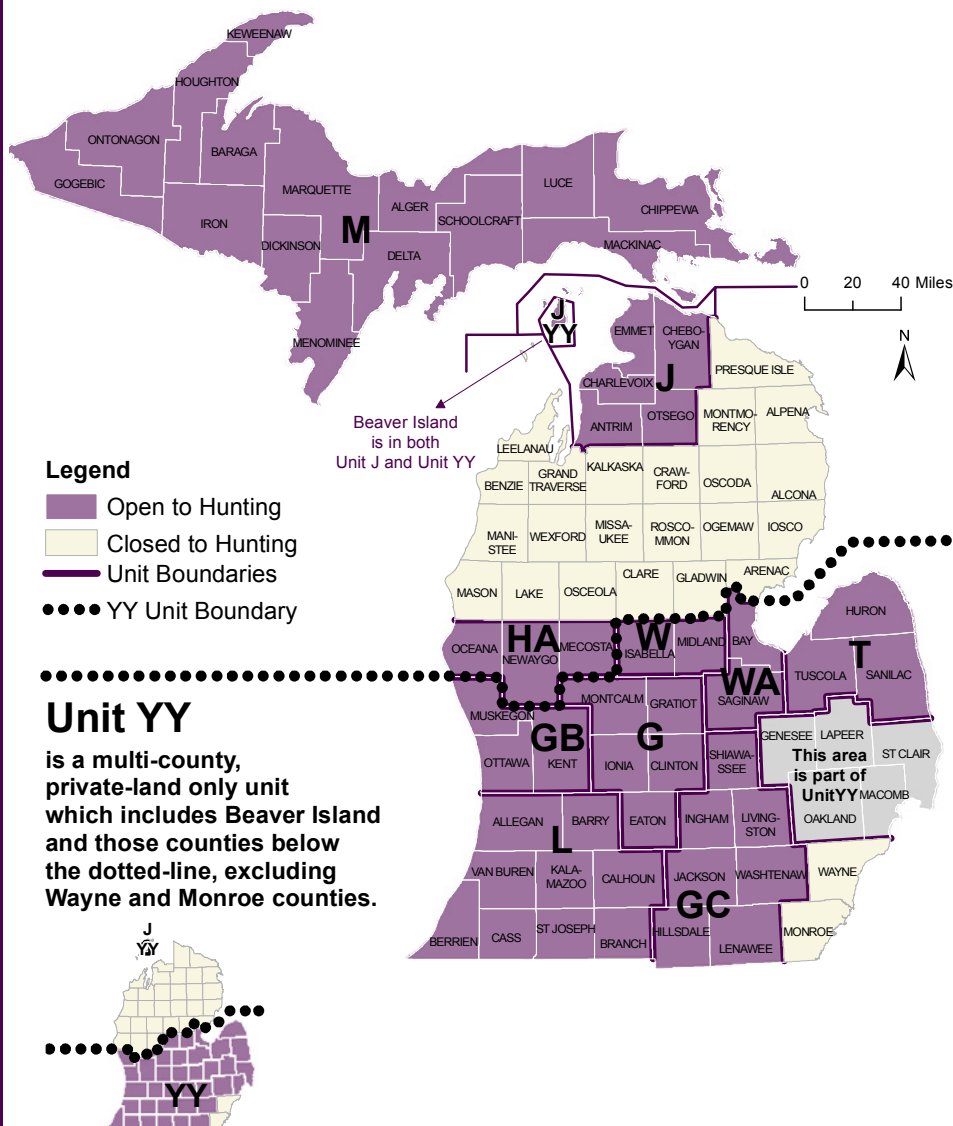 KEWEENAW
HOUGHTON
ONTONAGON
BARAGA
GOGEBIC
MARQUETTE
LUCE
ALGER
CHIPPEWA
IRON
SCHOOLCRAFT
M
DICKINSON
MACKINAC
DELTA
0 20 40 Miles
J
YY
EMMET
CHEBO-
YGAN
N
MENOMINEE
PRESQUE ISLE
CHARLEVOIX
J
Beaver Island
is in both
Unit J and Unit YY
ANTRIM
OTSEGO
MONTMO-
RENCY
ALPENA
LEELANAU
Legend
Open to Hunting
Closed to Hunting
Unit Boundaries
YY Unit Boundary
BENZIE
GRAND
TRAVERSE
KALKASKA
CRAW-
FORD
OSCODA
ALCONA
MANI-
STEE
WEXFORD
MISSA-
UKEE
ROSCO-
MMON
OGEMAW
IOSCO
MASON
LAKE
OSCEOLA
CLARE
GLADWIN
ARENAC
HURON
OCEANA
HA
NEWAYGO
MECOSTA
W
ISABELLA
MIDLAND
BAY
T
TUSCOLA
SANILAC
WA
SAGINAW
MUSKEGON
MONTCALM
GRATIOT
GB
G
OTTAWA
KENT
IONIA
CLINTON
SHIAWA-
SSEE
GENESEE
LAPEER
ST CLAIR
This area
is part of
UnitYY
MACOMB
OAKLAND
Unit YY
is a multi-county,
private-land only unit
which includes Beaver Island
and those counties below
the dotted-line, excluding
Wayne and Monroe counties.
ALLEGAN
BARRY
EATON
INGHAM
LIVING-
STON
L
VAN BUREN
KALA-
MAZOO
CALHOUN
JACKSON
WASHTENAW
WAYNE
GC
BERRIEN
CASS
ST JOSEPH
BRANCH
HILLSDALE
LENAWEE
MONROE
J
YY
YY